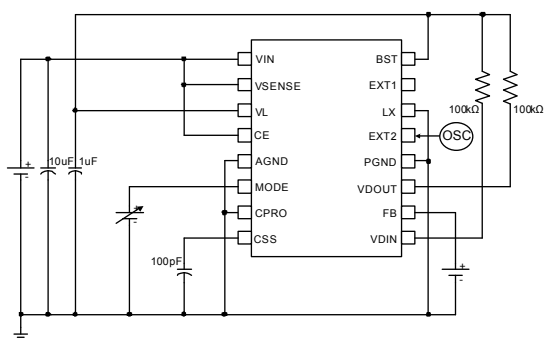 VIN
BST
VSENSE
EXT1
VL
LX
100kΩ
100kΩ
CE
EXT2
OSC
10uF
1uF
AGND
PGND
MODE
VDOUT
CPRO
FB
CSS
VDIN
100pF
+
-
+
-
+
-